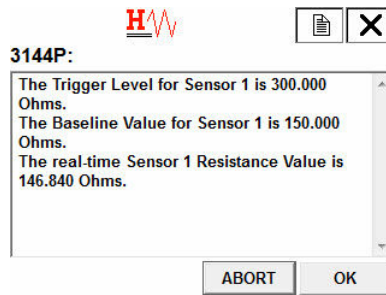 H
3144P:
The Trigger Level for Sensor 1 is 300.000
Ohms.
The Baseline Value for Sensor 1 is 150.000
Ohms.
The real-time Sensor 1 Resistance Value is
146.840 Ohms.
ABORT OK